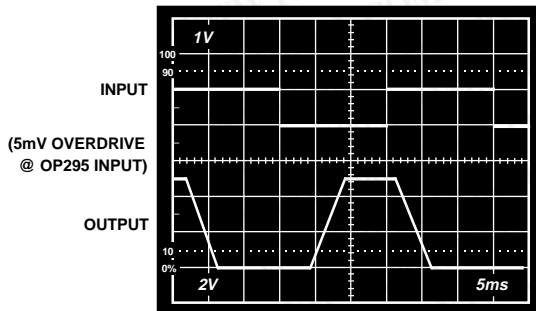 1V
100
90
INPUT
(5mV OVERDRIVE
@ OP295 INPUT)
OUTPUT
10
0%
2V
5ms